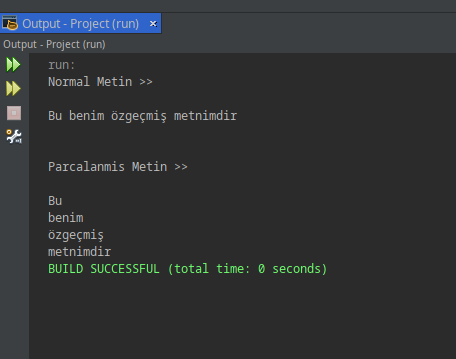 Output - Project (run) ×
Output - Project (run)
run:
Normal Metin >>
Bu benim özgeçmiş metnimdir
Parcalanmis Metin >>
Bu
benim
özgeçmiş
metnimdir
BUILD SUCCESSFUL (total time: 0 seconds)